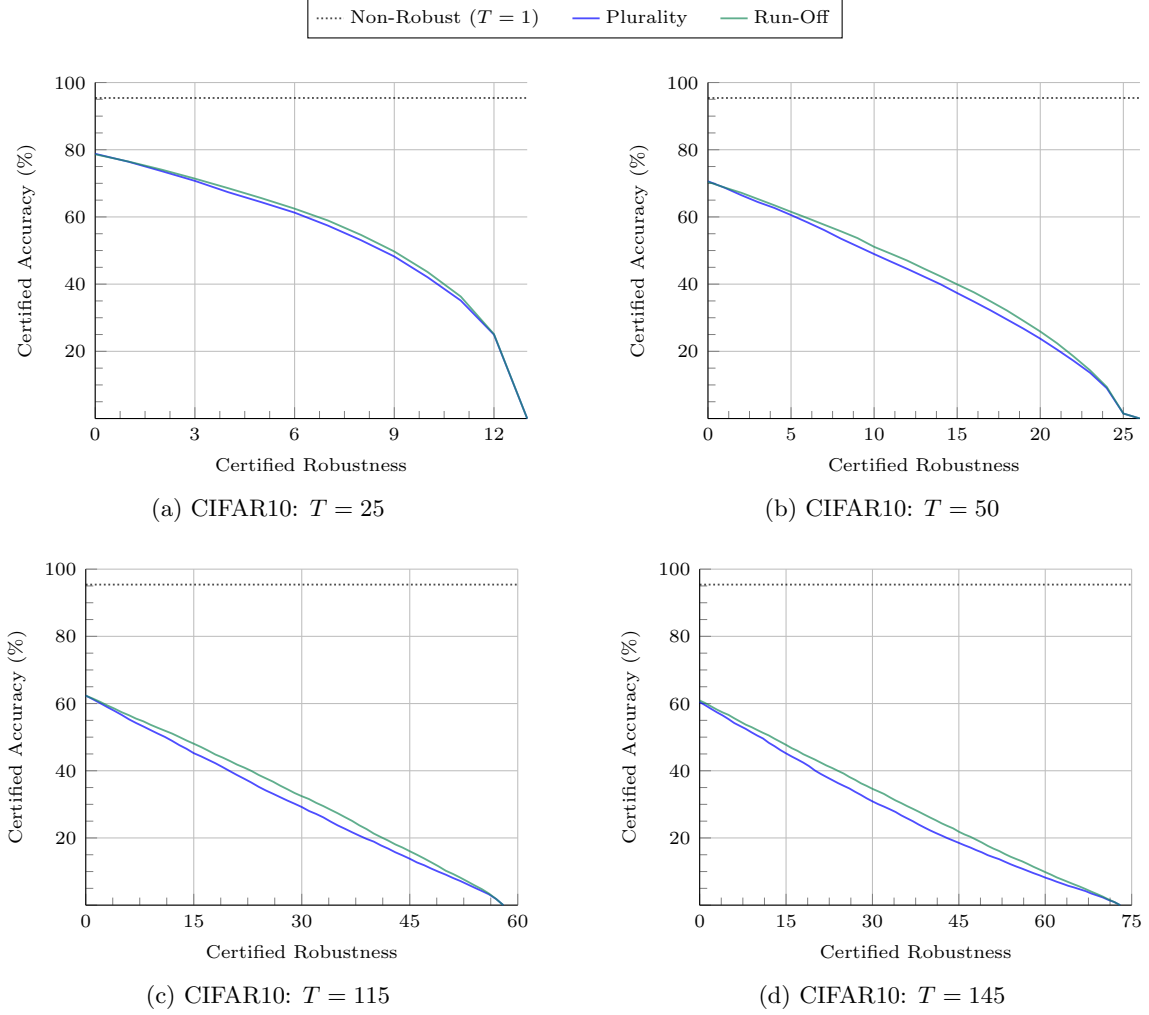 Non-Robust (T = 1) Plurality Run-Off
100
80
60
40
20
0 3 6 9 12
Certified Accuracy (%)
Certified Robustness
(a) CIFAR10: T = 25
100
80
60
40
20
0 5 10 15 20 25
Certified Accuracy (%)
Certified Robustness
(b) CIFAR10: T = 50
100
80
60
40
20
0 15 30 45 60
Certified Accuracy (%)
Certified Robustness
(c) CIFAR10: T = 115
100
80
60
40
20
0 15 30 45 60 75
Certified Accuracy (%)
Certified Robustness
(d) CIFAR10: T = 145